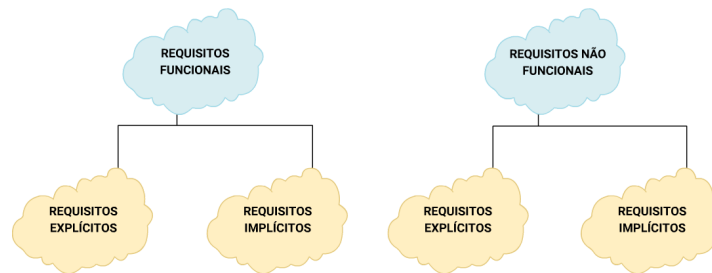 REQUISITOS
FUNCIONAIS
REQUISITOS NÃO
FUNCIONAIS
REQUISITOS
EXPLÍCITOS
REQUISITOS
IMPLÍCITOS
REQUISITOS
EXPLÍCITOS
REQUISITOS
IMPLÍCITOS